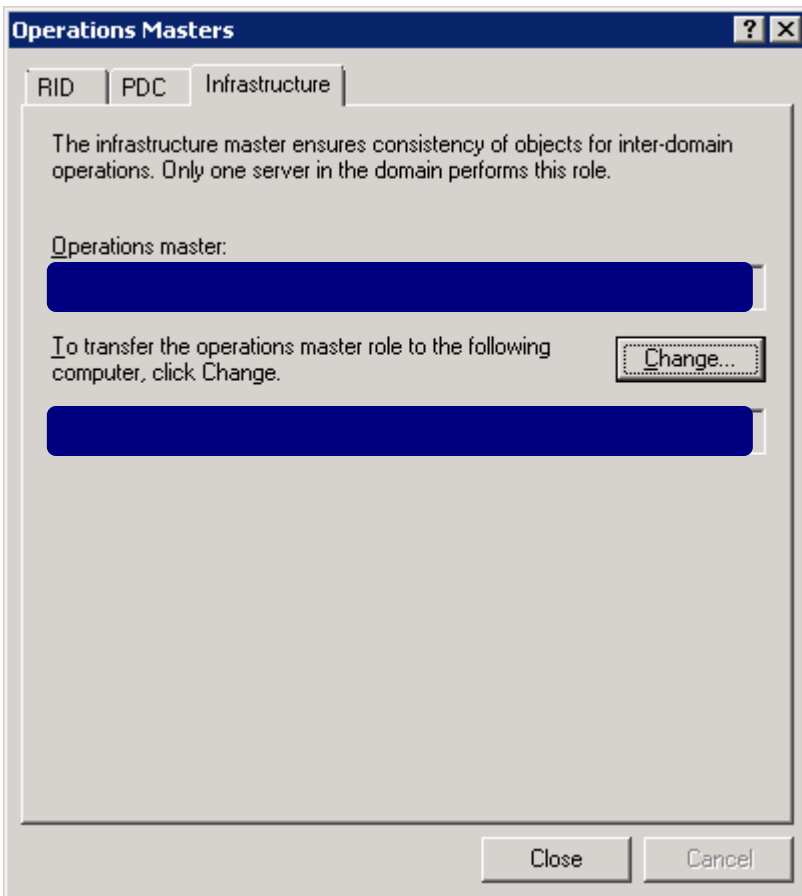 Operations Masters
RID PDC Infrastructure
The infrastructure master ensures consistency of objects for inter-domain
operations. Only one server in the domain performs this role.
Operations master:
To transfer the operations master role to the following
computer, click Change.
Change...
Close Cancel